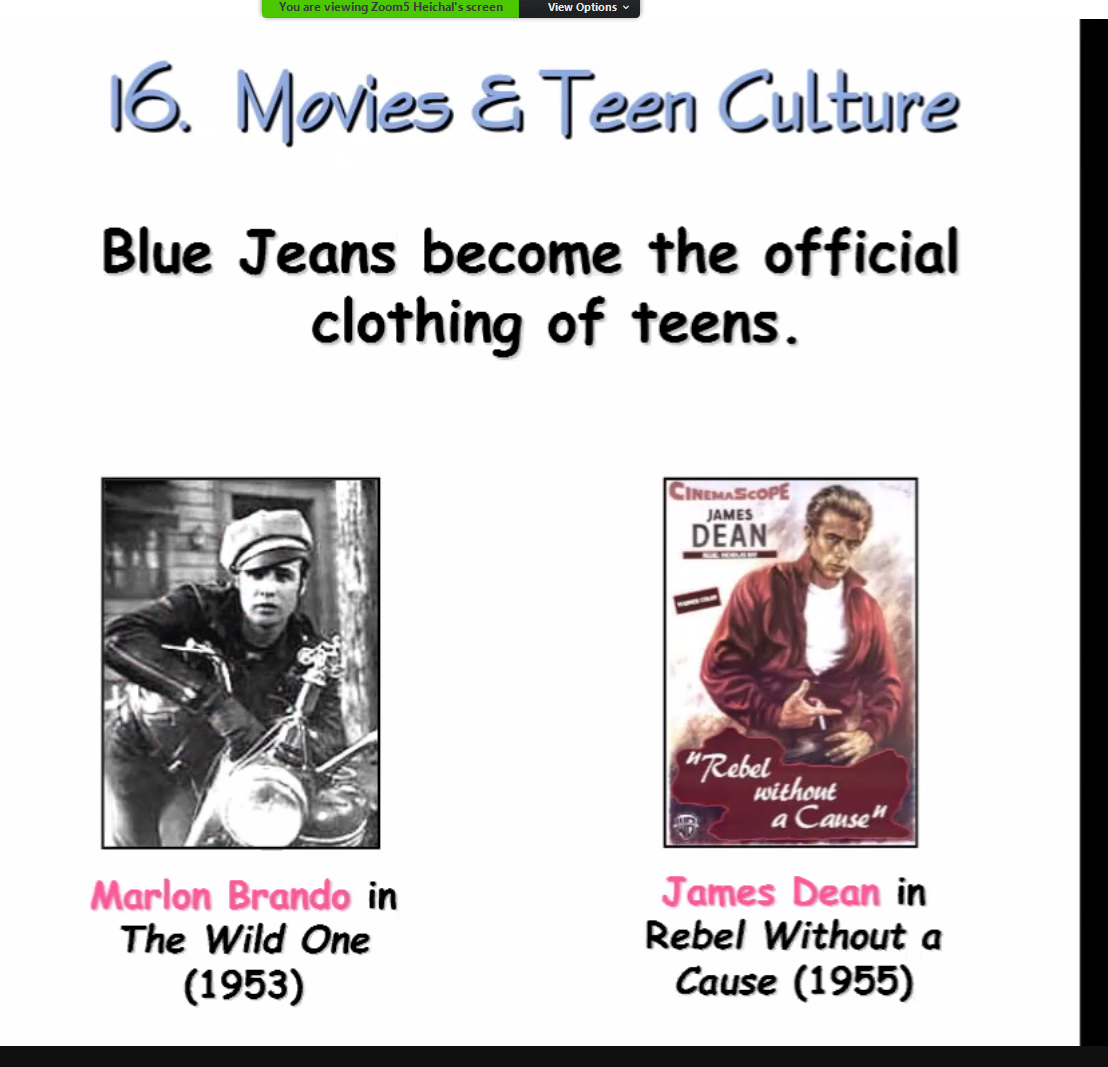 You are viewing Zoom5 Heichal's screen
View Options
16. Movies & Teen Culture
Blue Jeans become the official
clothing of teens.
CINEMASCOPE
JAMES
DEAN
"Rebel
without
a Cause"
WB
Marlon Brando in
The Wild One
(1953)
James Dean in
Rebel Without a
Cause (1955)